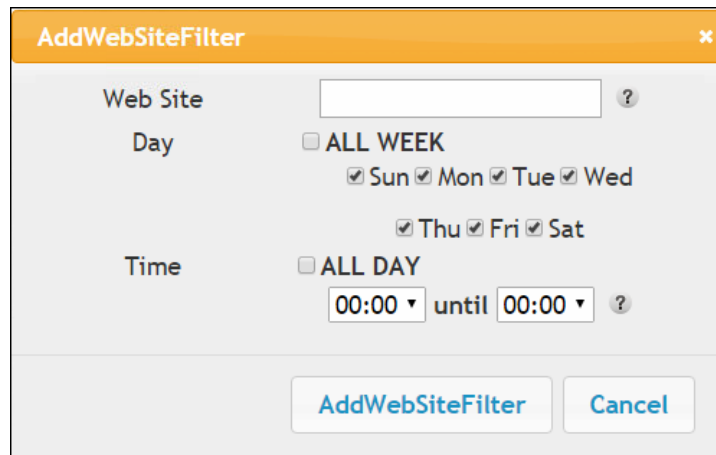 AddWebSiteFilter ×
Web Site ?
Day ALL WEEK
Sun Mon Tue Wed
Thu Fri Sat
Time ALL DAY
00:00 until 00:00 ?
AddWebSiteFilter Cancel